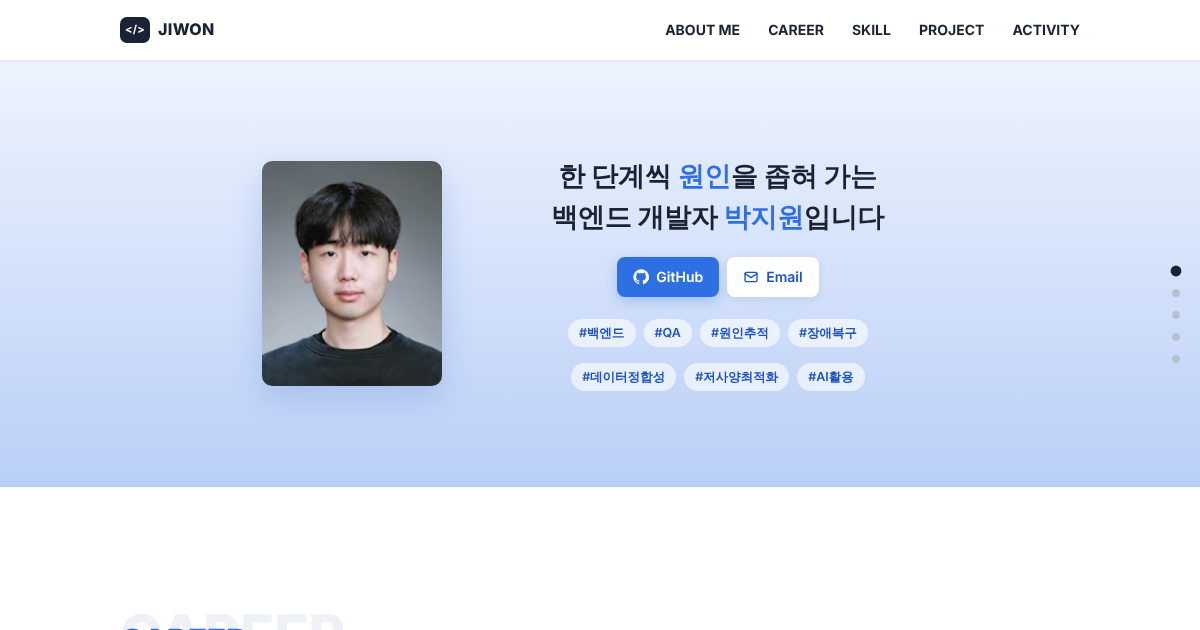 </> JIWON
ABOUT ME CAREER SKILL PROJECT ACTIVITY
한 단계씩 원인을 좁혀 가는
백엔드 개발자 박지원입니다
GitHub Email
#백엔드 #QA #원인추적 #장애복구
#데이터정합성 #저사양최적화 #AI활용
CAREER
CAREER